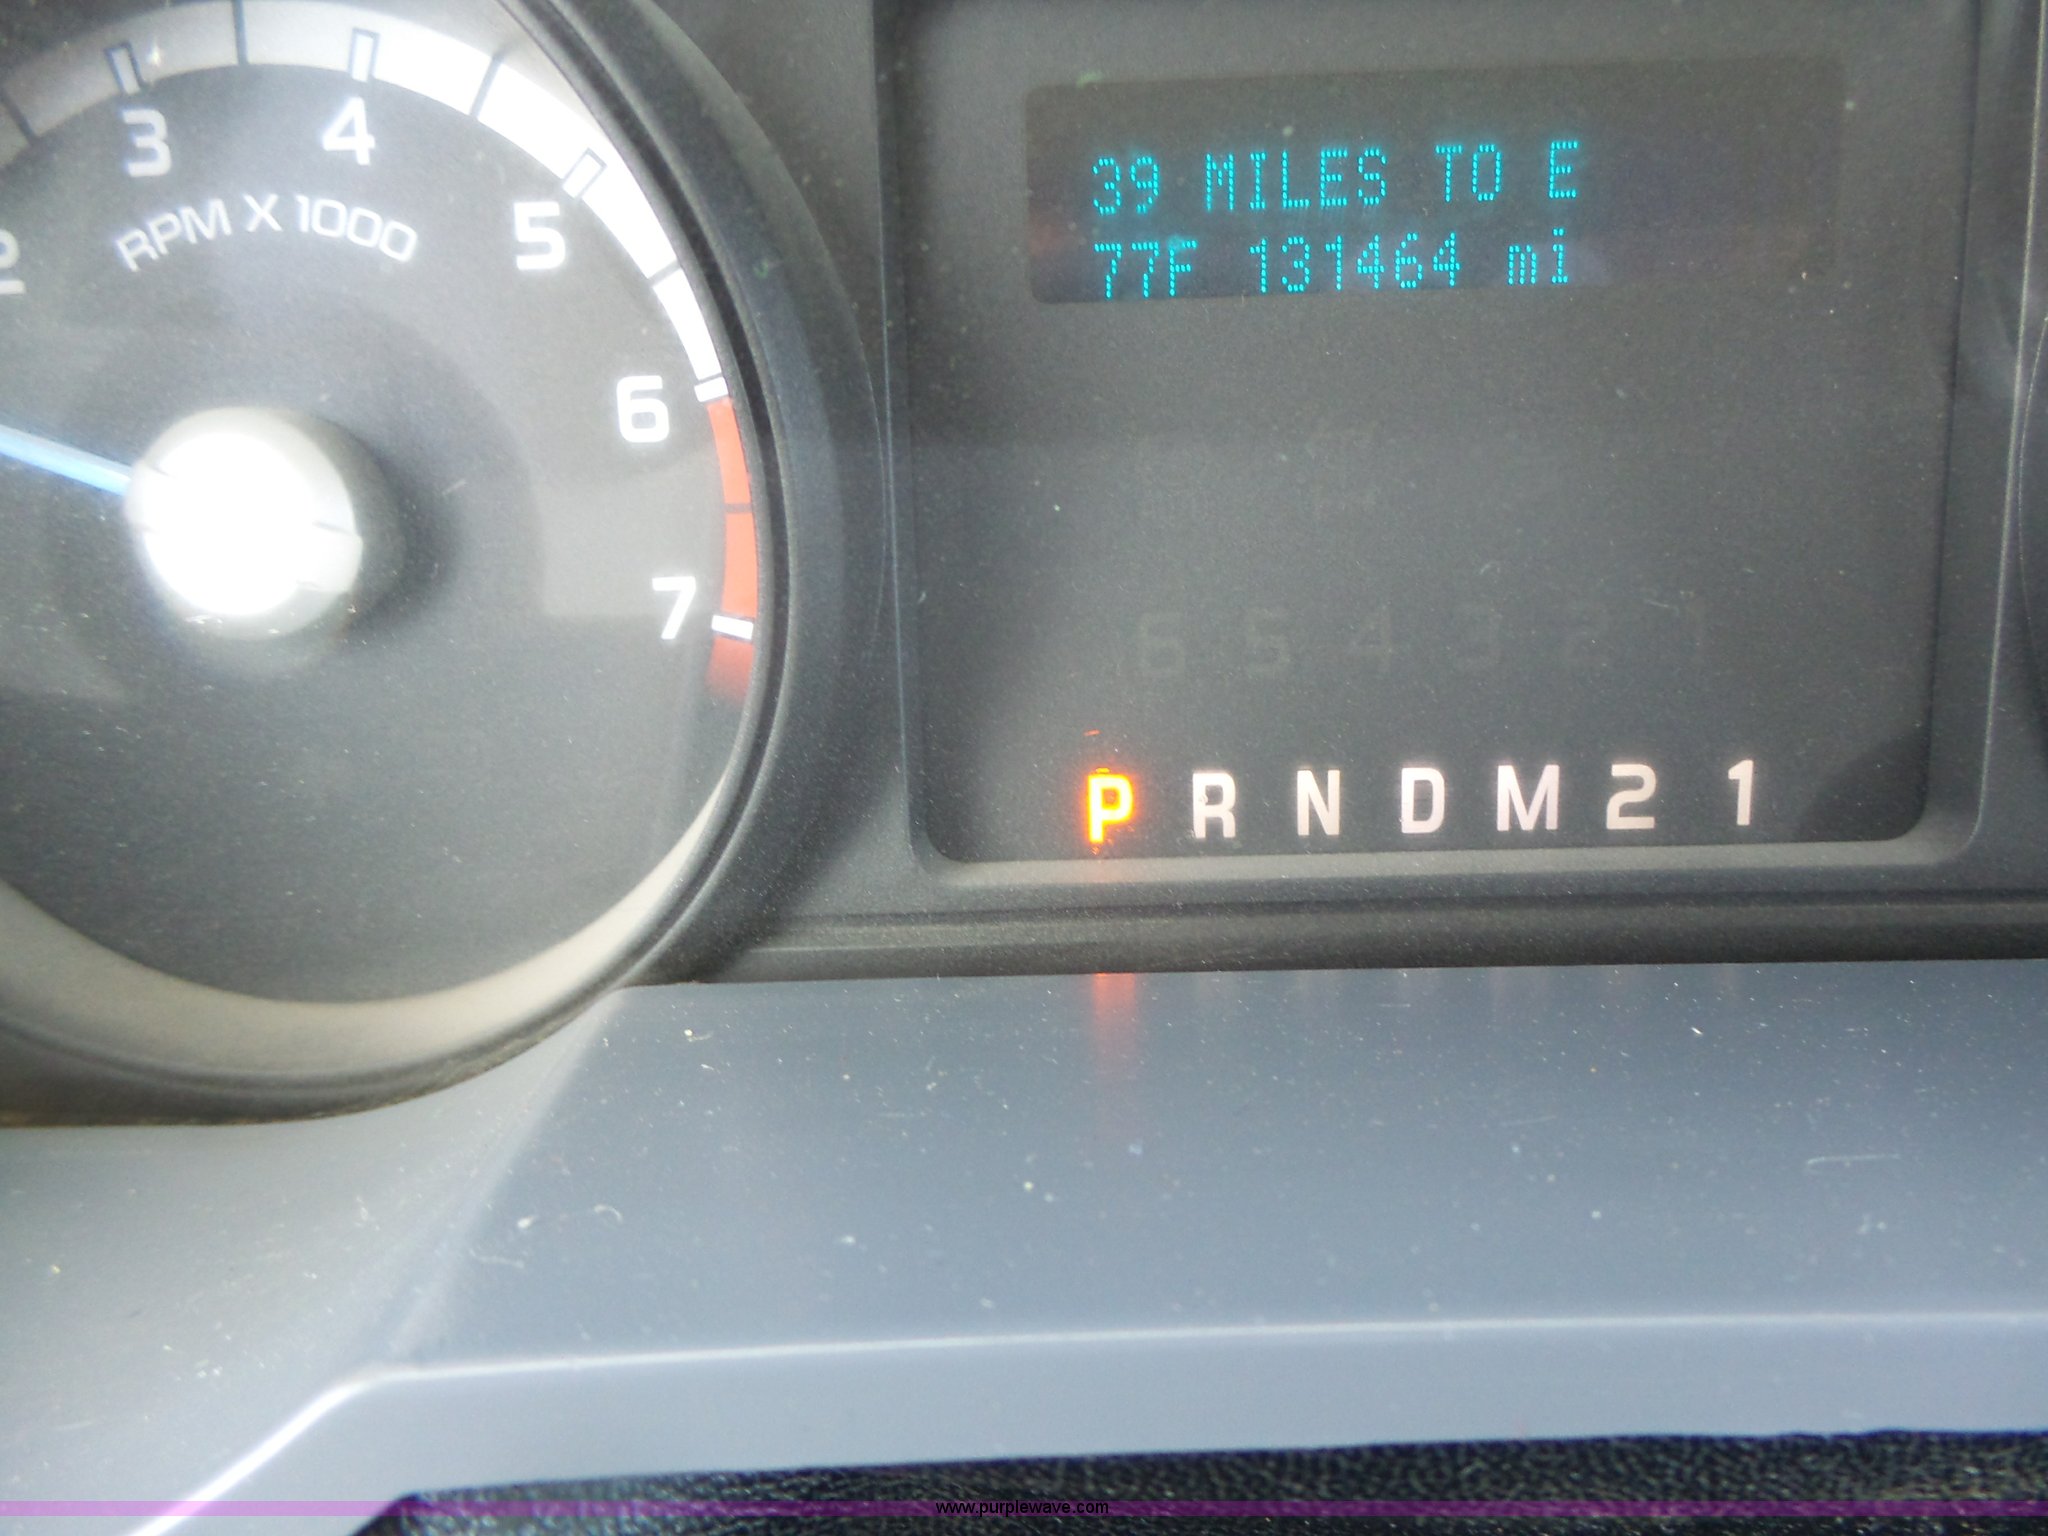 2 3 4 5 6 7
RPM X 1000
39 MILES TO E
77F 131464 mi
6 5 4 3 2 1
P R N D M 2 1
www.purplewave.com